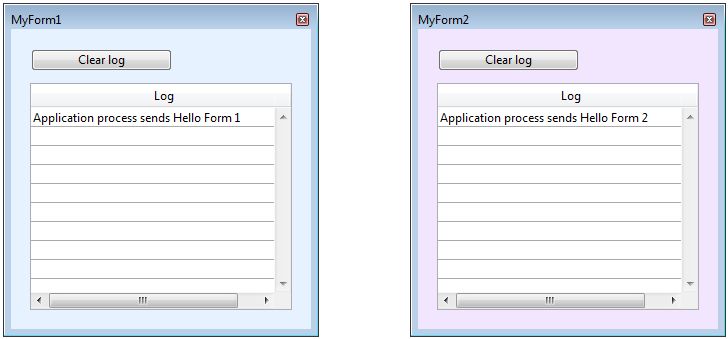 MyForm1
Clear log
Log
Application process sends Hello Form 1
MyForm2
Clear log
Log
Application process sends Hello Form 2